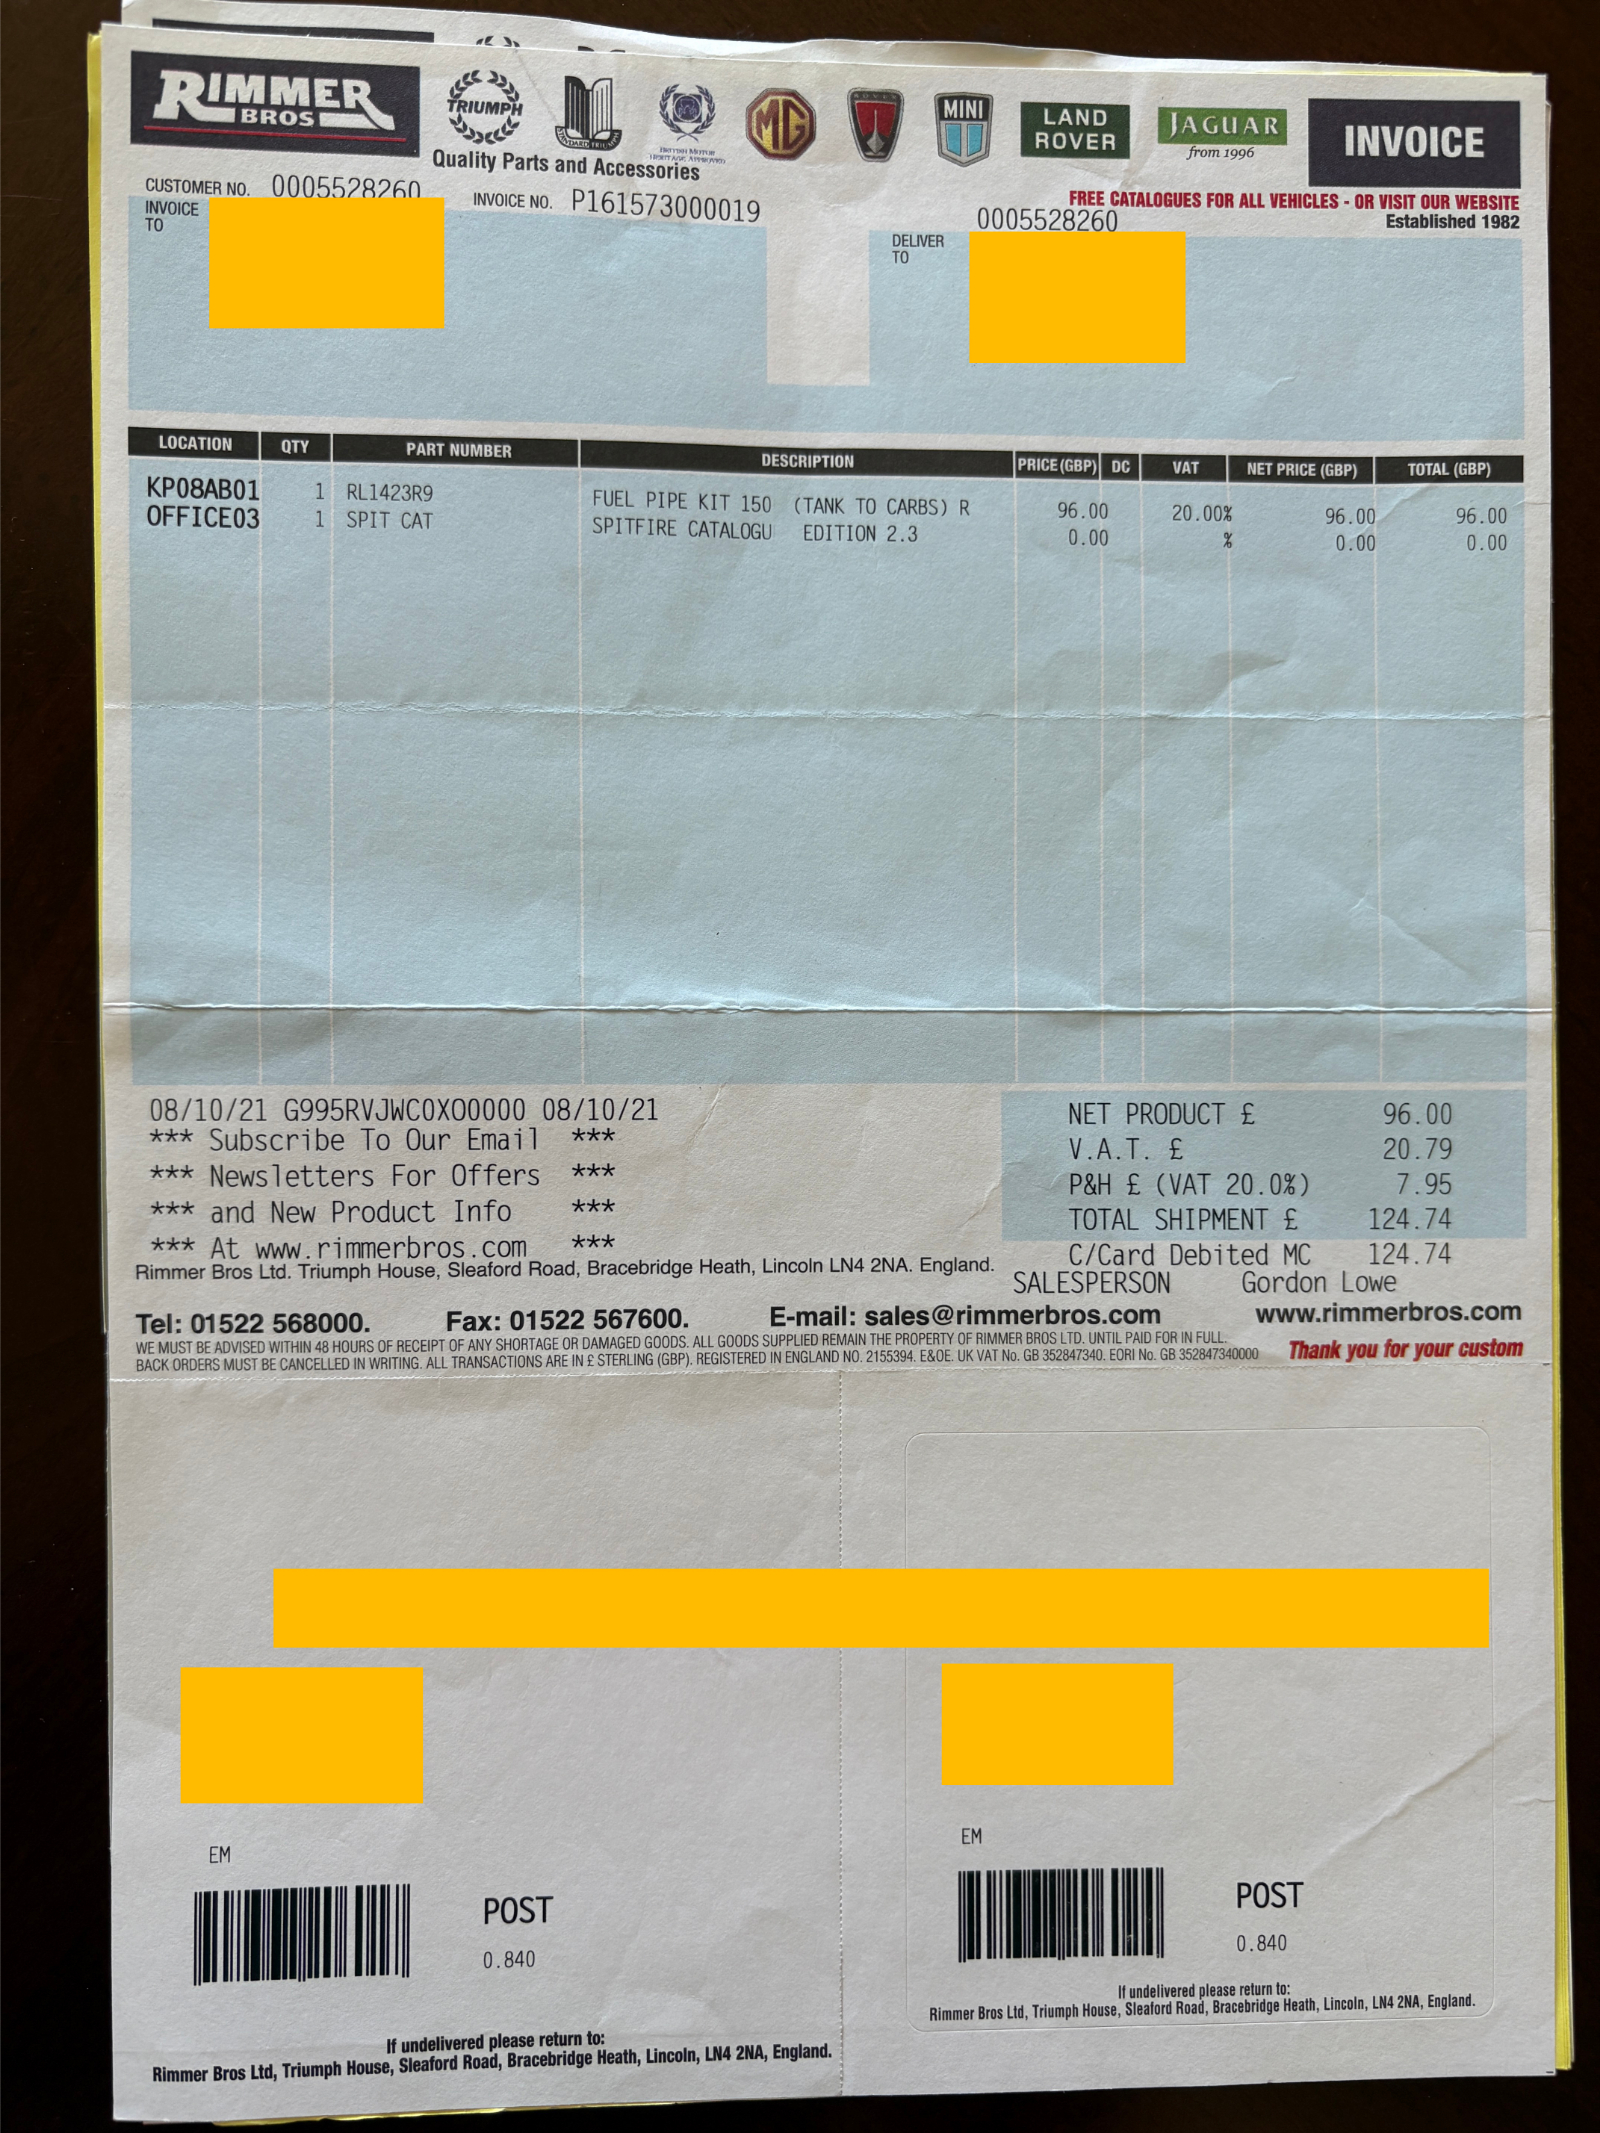 RIMMER
BROS
TRIUMPH
STANDARD TRIUMPH
BRITISH MOTOR
HERITAGE APPROVED
MG
ROVER
MINI
LAND
ROVER
JAGUAR
from 1996
INVOICE
Quality Parts and Accessories
CUSTOMER NO. 0005528260
INVOICE NO. P161573000019
FREE CATALOGUES FOR ALL VEHICLES - OR VISIT OUR WEBSITE
0005528260
Established 1982
INVOICE
TO
DELIVER
TO
LOCATION QTY PART NUMBER DESCRIPTION PRICE (GBP) DC VAT NET PRICE (GBP) TOTAL (GBP)
KP08AB01 1 RL1423R9 FUEL PIPE KIT 150 (TANK TO CARBS) R 96.00 20.00% 96.00 96.00
OFFICE03 1 SPIT CAT SPITFIRE CATALOGU EDITION 2.3 0.00 % 0.00 0.00
08/10/21 G995RVJWC0XO0000 08/10/21
*** Subscribe To Our Email ***
*** Newsletters For Offers ***
*** and New Product Info ***
*** At www.rimmerbros.com ***
NET PRODUCT £ 96.00
V.A.T. £ 20.79
P&H £ (VAT 20.0%) 7.95
TOTAL SHIPMENT £ 124.74
C/Card Debited MC 124.74
SALESPERSON Gordon Lowe
Rimmer Bros Ltd. Triumph House, Sleaford Road, Bracebridge Heath, Lincoln LN4 2NA. England.
Tel: 01522 568000. Fax: 01522 567600. E-mail: sales@rimmerbros.com www.rimmerbros.com
WE MUST BE ADVISED WITHIN 48 HOURS OF RECEIPT OF ANY SHORTAGE OR DAMAGED GOODS. ALL GOODS SUPPLIED REMAIN THE PROPERTY OF RIMMER BROS LTD. UNTIL PAID FOR IN FULL.
BACK ORDERS MUST BE CANCELLED IN WRITING. ALL TRANSACTIONS ARE IN £ STERLING (GBP). REGISTERED IN ENGLAND NO. 2155394. E&OE. UK VAT No. GB 352847340. EORI No. GB 352847340000
Thank you for your custom
EM
POST
0.840
If undelivered please return to:
Rimmer Bros Ltd, Triumph House, Sleaford Road, Bracebridge Heath, Lincoln, LN4 2NA, England.
EM
POST
0.840
If undelivered please return to:
Rimmer Bros Ltd, Triumph House, Sleaford Road, Bracebridge Heath, Lincoln, LN4 2NA, England.